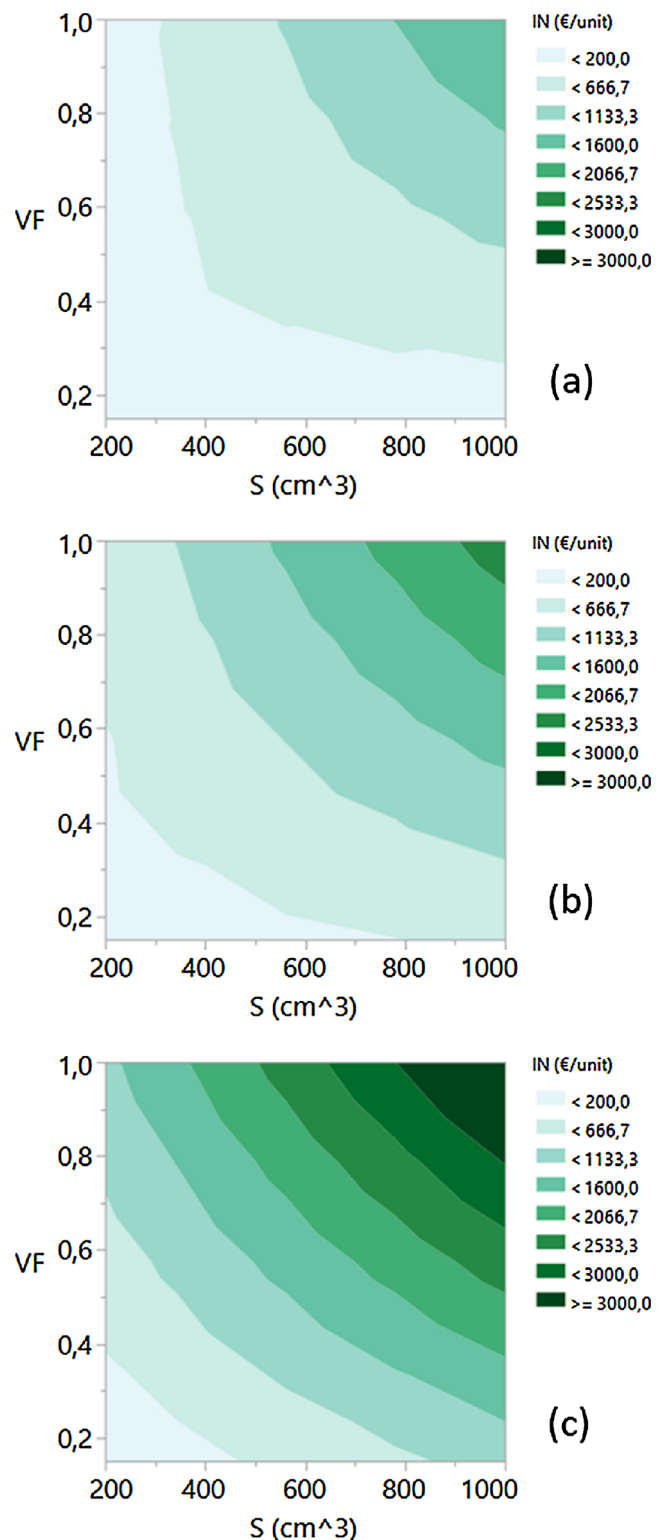 IN (€/unit)
1,0
0,8
VF
0,6
0,4
0,2
200 400 600 800 1000
S (cm^3)
< 200,0
< 666,7
< 1133,3
< 1600,0
< 2066,7
< 2533,3
< 3000,0
>= 3000,0
(a)
IN (€/unit)
1,0
0,8
VF
0,6
0,4
0,2
200 400 600 800 1000
S (cm^3)
< 200,0
< 666,7
< 1133,3
< 1600,0
< 2066,7
< 2533,3
< 3000,0
>= 3000,0
(b)
IN (€/unit)
1,0
0,8
VF
0,6
0,4
0,2
200 400 600 800 1000
S (cm^3)
< 200,0
< 666,7
< 1133,3
< 1600,0
< 2066,7
< 2533,3
< 3000,0
>= 3000,0
(c)